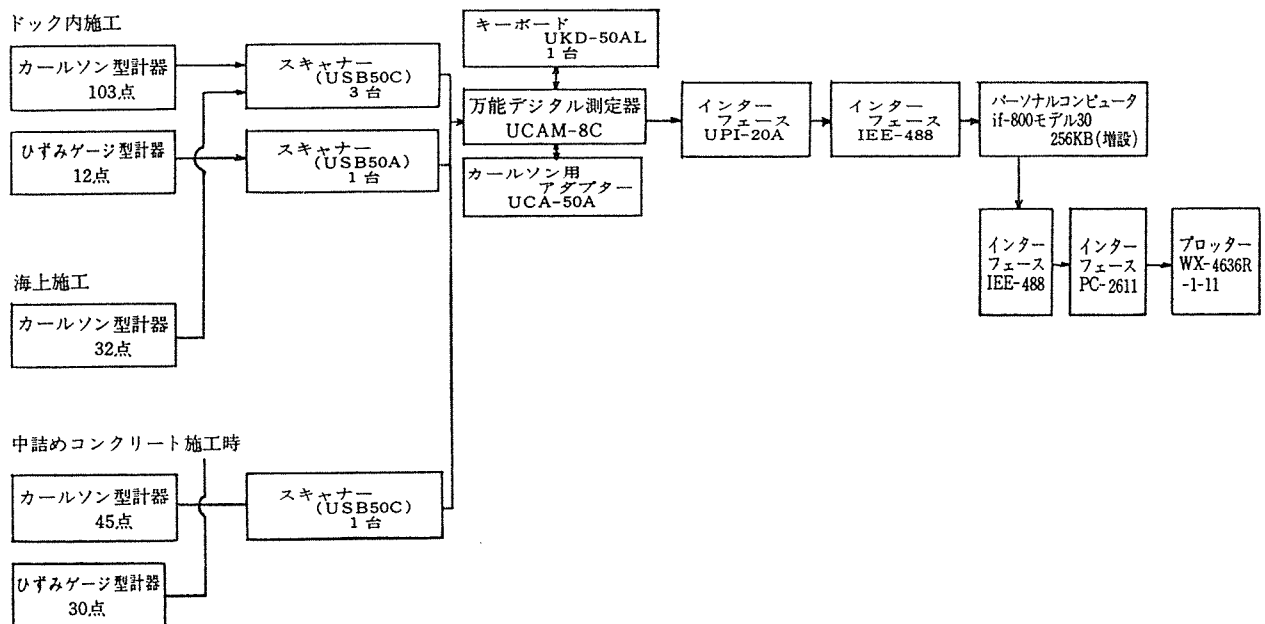 ドック内施工
カールソン型計器
103点
ひずみゲージ型計器
12点
海上施工
カールソン型計器
32点
中詰めコンクリート施工時
カールソン型計器
45点
ひずみゲージ型計器
30点
スキャナー
(USB50C)
3台
スキャナー
(USB50A)
1台
スキャナー
(USB50C)
1台
キーボード
UKD-50AL
1台
万能デジタル測定器
UCAM-8C
カールソン用
アダプター
UCA-50A
インター
フェース
UPI-20A
インター
フェース
IEE-488
パーソナルコンピュータ
if-800モデル30
256KB(増設)
インター
フェース
IEE-488
インター
フェース
PC-2611
プロッター
WX-4636R
-1-11